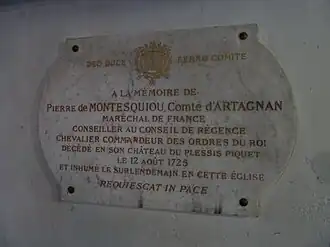 DEO DUCE FERRO COMITE
A LA MÉMOIRE DE
PIERRE DE MONTESQUIOU, COMTE D'ARTAGNAN
MARÉCHAL DE FRANCE
CONSEILLER AU CONSEIL DE RÉGENCE
CHEVALIER COMMANDEUR DES ORDRES DU ROI
DÉCÉDÉ EN SON CHÂTEAU DU PLESSIS PIQUET
LE 12 AOÛT 1725
ET INHUMÉ LE SURLENDEMAIN EN CETTE ÉGLISE
REQUIESCAT IN PACE